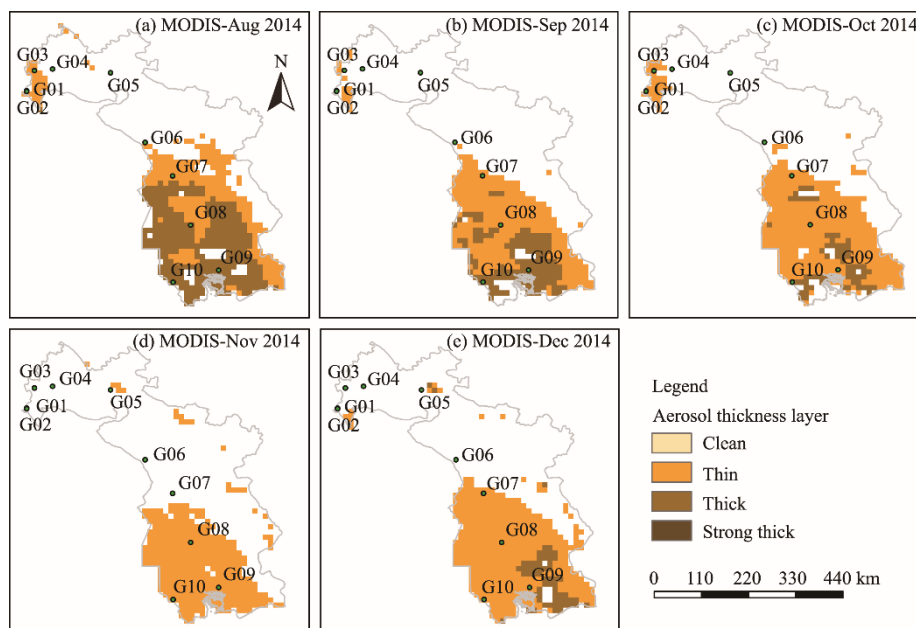 (a) MODIS-Aug 2014
G03
G04
G05
G01
G02
N
G06
G07
G08
G09
G10
(b) MODIS-Sep 2014
G03
G04
G05
G01
G02
G06
G07
G08
G09
G10
(c) MODIS-Oct 2014
G03
G04
G05
G01
G02
G06
G07
G08
G09
G10
(d) MODIS-Nov 2014
G03
G04
G05
G01
G02
G06
G07
G08
G09
G10
(e) MODIS-Dec 2014
G03
G04
G05
G01
G02
G06
G07
G08
G09
G10
Legend
Aerosol thickness layer
Clean
Thin
Thick
Strong thick
0 110 220 330 440 km